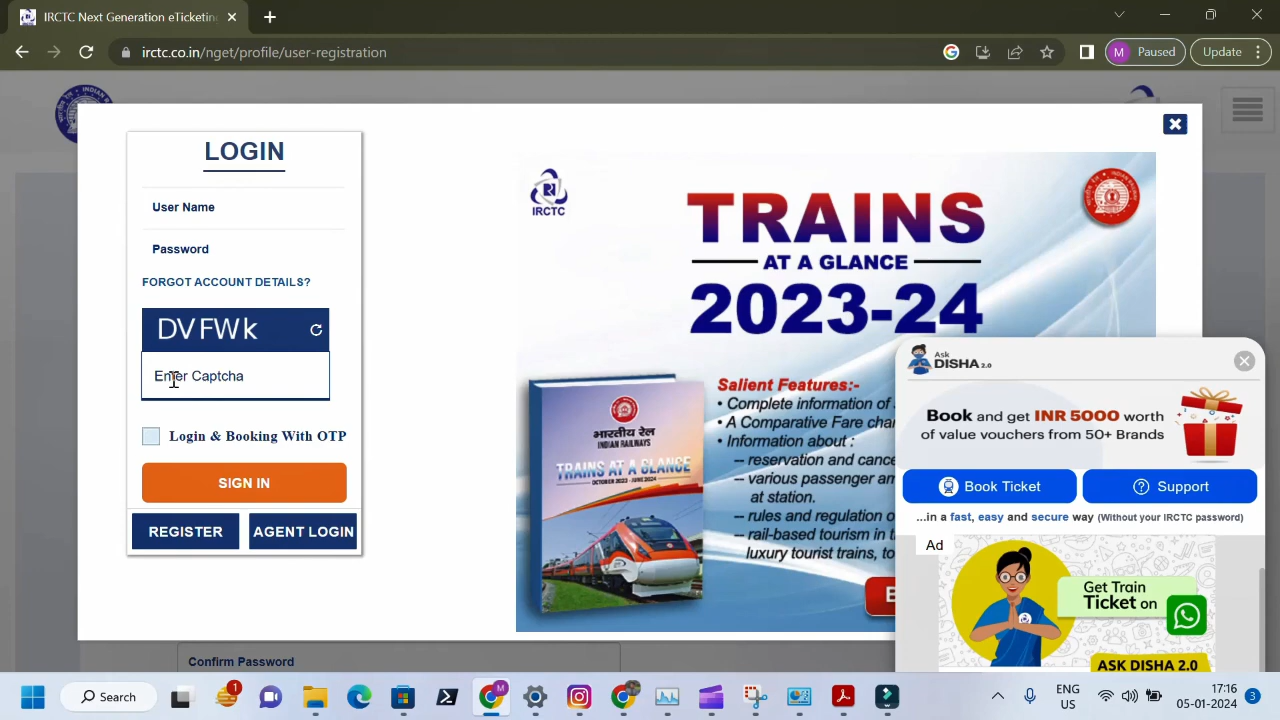 IRCTC Next Generation eTicketin
irctc.co.in/nget/profile/user-registration
M Paused
Update
LOGIN
User Name
Password
FORGOT ACCOUNT DETAILS?
DVFWk
Enter Captcha
Login & Booking With OTP
SIGN IN
REGISTER AGENT LOGIN
IRCTC
TRAINS
AT A GLANCE
2023-24
भारतीय रेल
INDIAN RAILWAYS
TRAINS AT A GLANCE
OCTOBER 2023 - JUNE 2024
Salient Features:-
• Complete information of
• A Comparative Fare char
• Information about :
– reservation and cance
– various passenger am
at station.
– rules and regulation o
– rail-based tourism in t
luxury tourist trains, to
Ask
DISHA 2.0
Book and get INR 5000 worth
of value vouchers from 50+ Brands
Book Ticket
Support
...in a fast, easy and secure way (Without your IRCTC password)
Ad
Get Train
Ticket on
ASK DISHA 2.0
Confirm Password
Search
1
M
ENG
US
17:16
05-01-2024
3